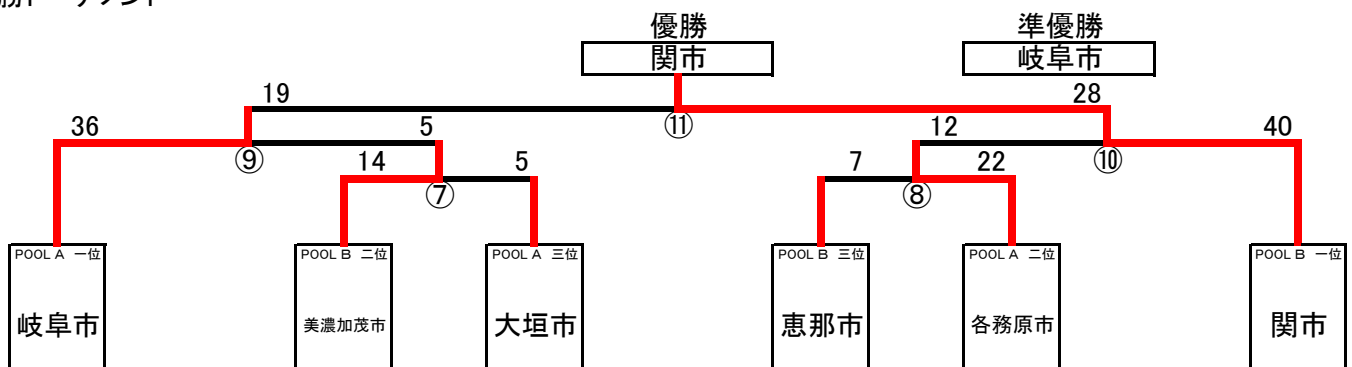 優勝 準優勝
関市 岐阜市
19 28
36 5 ⑪ 12 40
⑨ 14 5 7 22 ⑩
⑦ ⑧
POOL A 一位 POOL B 二位 POOL A 三位 POOL B 三位 POOL A 二位 POOL B 一位
岐阜市 美濃加茂市 大垣市 恵那市 各務原市 関市